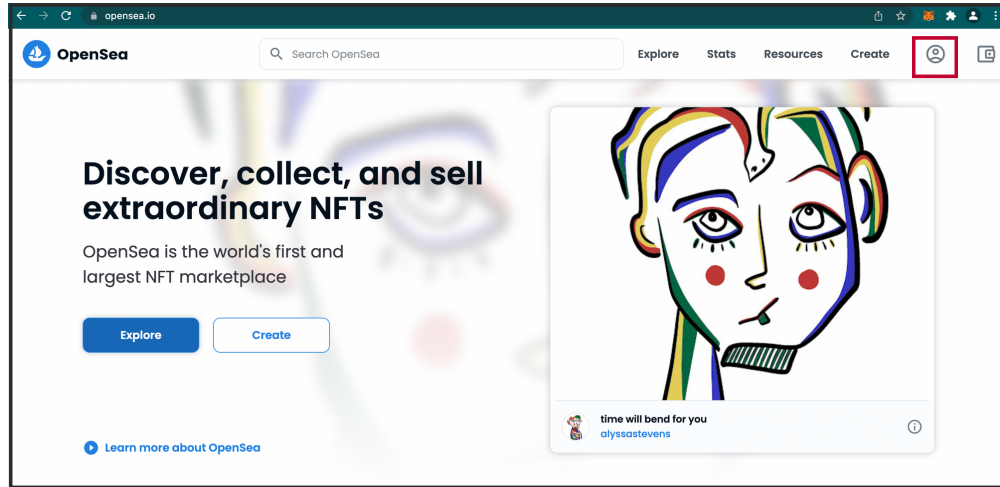 opensea.io
OpenSea
Search OpenSea
Explore Stats Resources Create
Discover, collect, and sell
extraordinary NFTs
OpenSea is the world's first and
largest NFT marketplace
Explore Create
time will bend for you
alyssastevens
Learn more about OpenSea